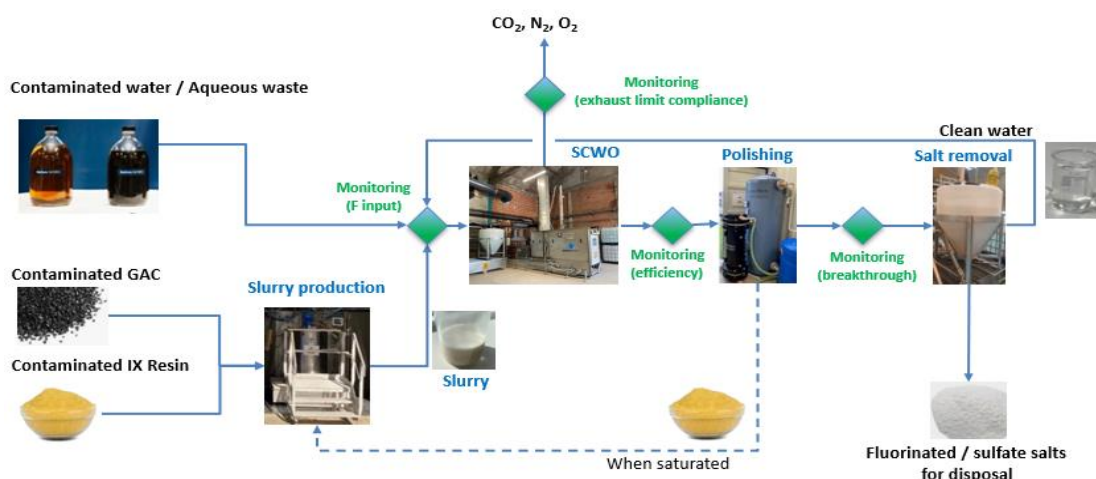 CO₂, N₂, O₂
Contaminated water / Aqueous waste
Monitoring
(exhaust limit compliance)
Clean water
SCWO
Polishing
Salt removal
Monitoring
(F input)
Monitoring
(efficiency)
Monitoring
(breakthrough)
Contaminated GAC
Slurry production
Contaminated IX Resin
Slurry
When saturated
Fluorinated / sulfate salts
for disposal